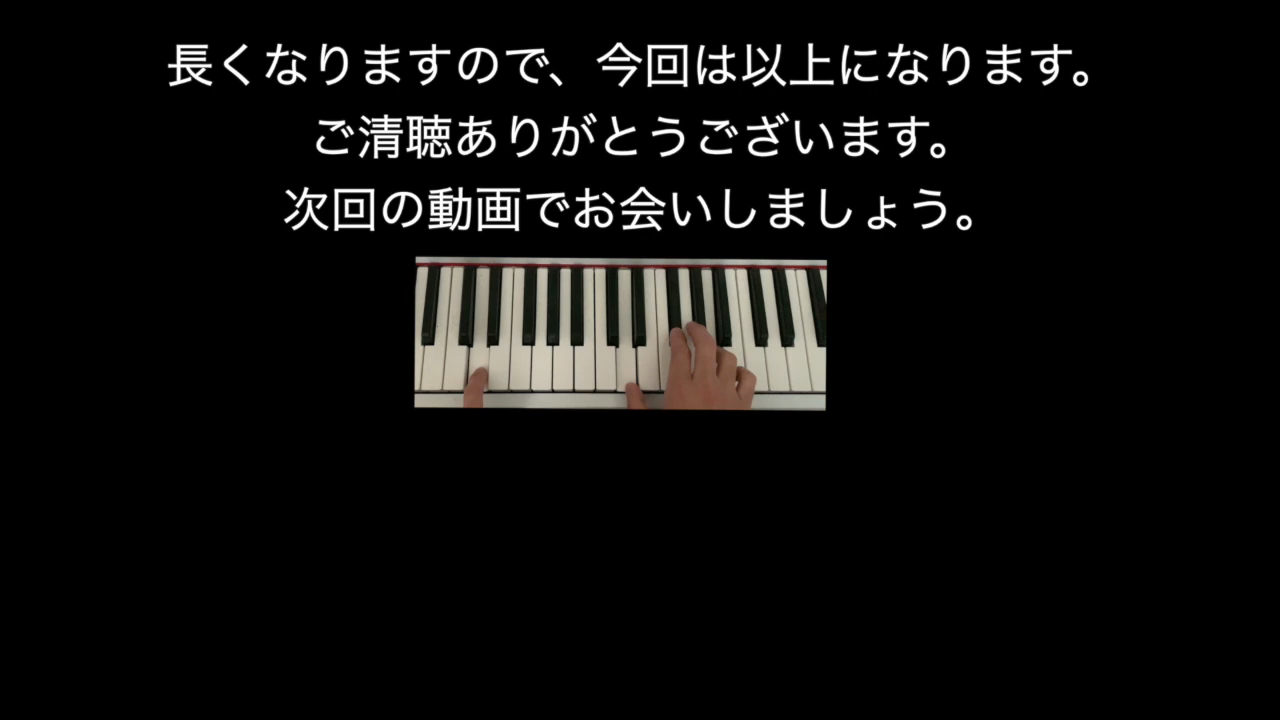 長くなりますので、今回は以上になります。
ご清聴ありがとうございます。
次回の動画でお会いしましょう。